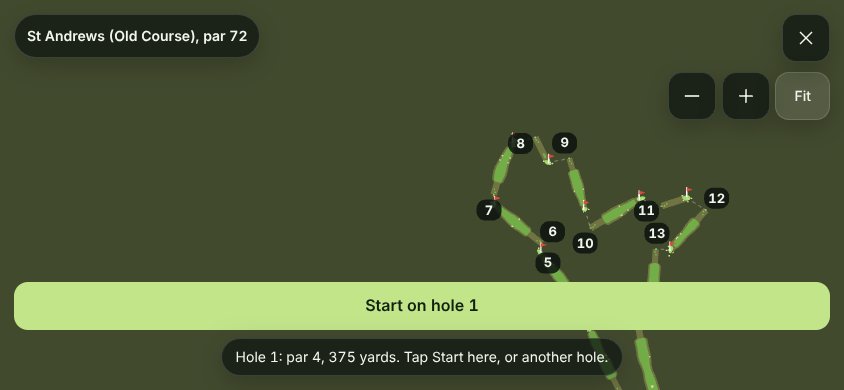 St Andrews (Old Course), par 72
Fit
8
9
7
12
11
6
13
10
5
Start on hole 1
Hole 1: par 4, 375 yards. Tap Start here, or another hole.